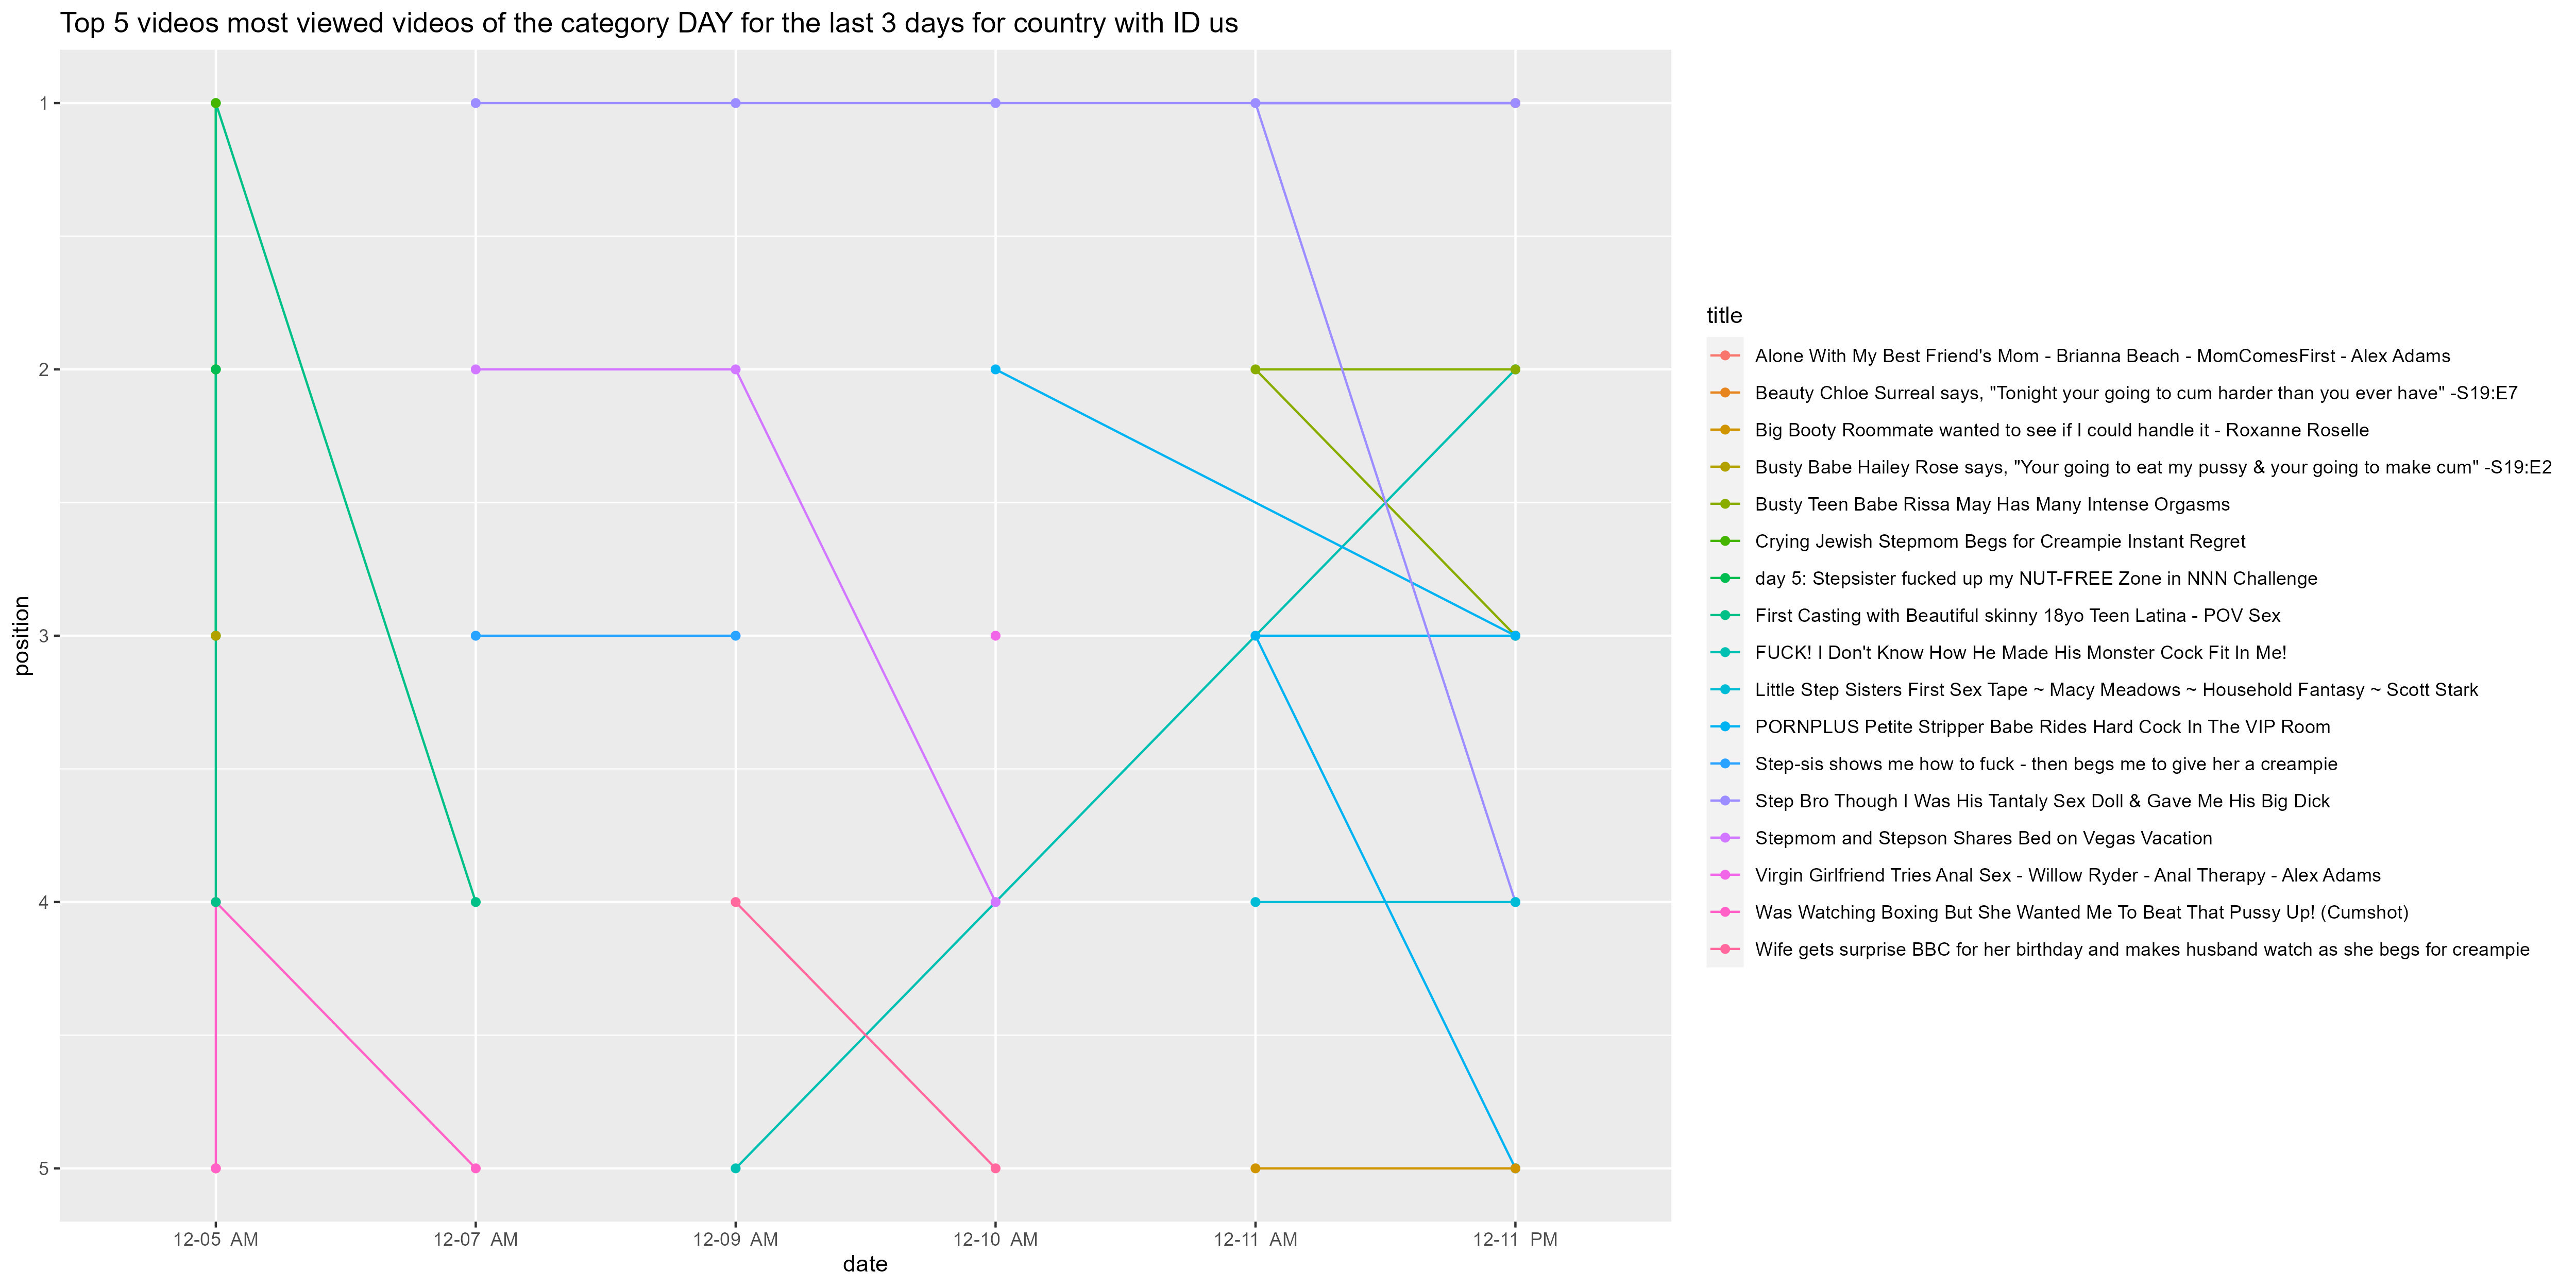 Top 5 videos most viewed videos of the category DAY for the last 3 days for country with ID us
1
2
3
4
5
position
12-05 AM
12-07 AM
12-09 AM
12-10 AM
12-11 AM
12-11 PM
date
title
Alone With My Best Friend's Mom - Brianna Beach - MomComesFirst - Alex Adams
Beauty Chloe Surreal says, "Tonight your going to cum harder than you ever have" -S19:E7
Big Booty Roommate wanted to see if I could handle it - Roxanne Roselle
Busty Babe Hailey Rose says, "Your going to eat my pussy & your going to make cum" -S19:E2
Busty Teen Babe Rissa May Has Many Intense Orgasms
Crying Jewish Stepmom Begs for Creampie Instant Regret
day 5: Stepsister fucked up my NUT-FREE Zone in NNN Challenge
First Casting with Beautiful skinny 18yo Teen Latina - POV Sex
FUCK! I Don't Know How He Made His Monster Cock Fit In Me!
Little Step Sisters First Sex Tape ~ Macy Meadows ~ Household Fantasy ~ Scott Stark
PORNPLUS Petite Stripper Babe Rides Hard Cock In The VIP Room
Step-sis shows me how to fuck - then begs me to give her a creampie
Step Bro Though I Was His Tantaly Sex Doll & Gave Me His Big Dick
Stepmom and Stepson Shares Bed on Vegas Vacation
Virgin Girlfriend Tries Anal Sex - Willow Ryder - Anal Therapy - Alex Adams
Was Watching Boxing But She Wanted Me To Beat That Pussy Up! (Cumshot)
Wife gets surprise BBC for her birthday and makes husband watch as she begs for creampie